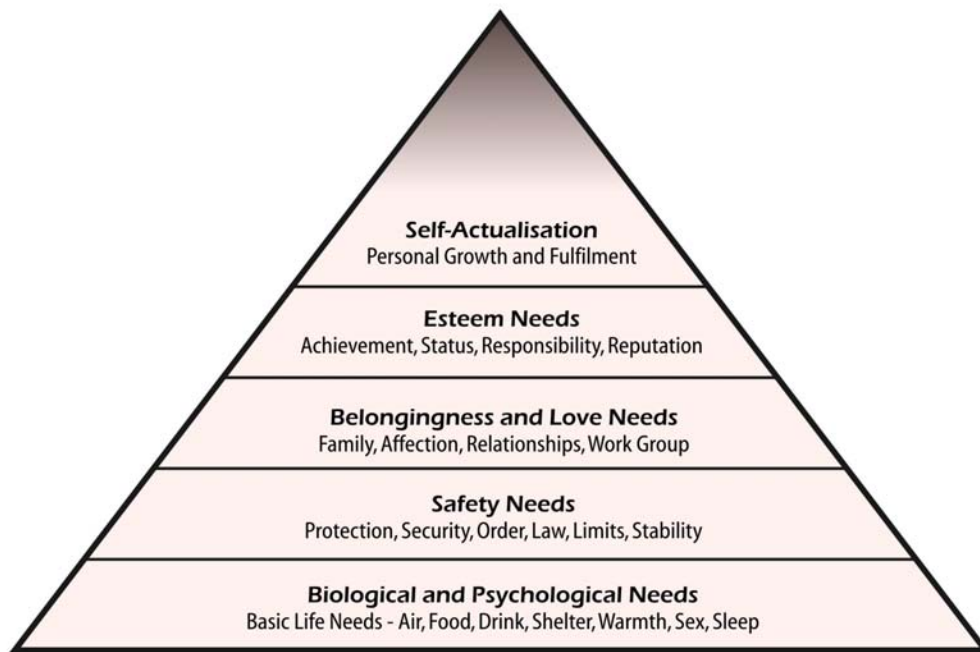 Self-Actualisation
Personal Growth and Fulfilment
Esteem Needs
Achievement, Status, Responsibility, Reputation
Belongingness and Love Needs
Family, Affection, Relationships, Work Group
Safety Needs
Protection, Security, Order, Law, Limits, Stability
Biological and Psychological Needs
Basic Life Needs - Air, Food, Drink, Shelter, Warmth, Sex, Sleep